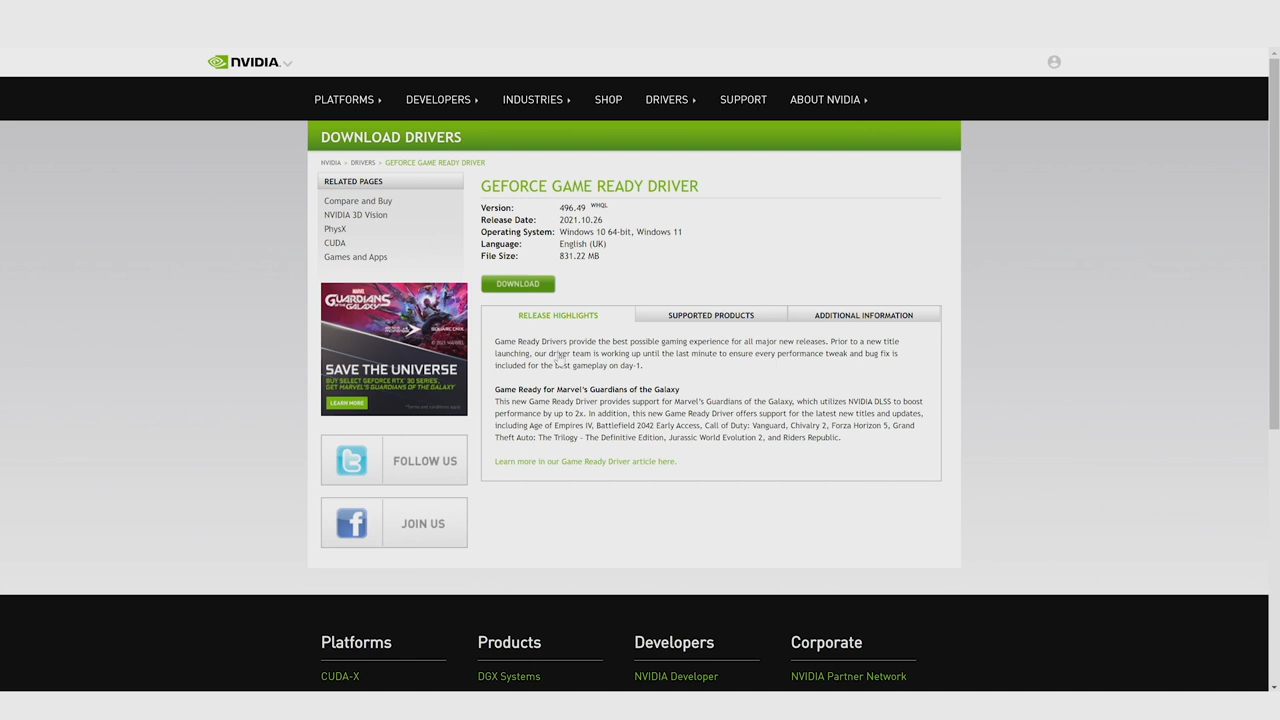 NVIDIA.
PLATFORMS
DEVELOPERS
INDUSTRIES
SHOP
DRIVERS
SUPPORT
ABOUT NVIDIA
DOWNLOAD DRIVERS
NVIDIA > DRIVERS > GEFORCE GAME READY DRIVER
RELATED PAGES
Compare and Buy
NVIDIA 3D Vision
PhysX
CUDA
Games and Apps
MARVEL
GUARDIANS
OF THE GALAXY
SQUARE ENIX
© 2021 MARVEL
SAVE THE UNIVERSE
BUY SELECT GEFORCE RTX 30 SERIES,
GET MARVEL'S GUARDIANS OF THE GALAXY
LEARN MORE
*Terms and conditions apply.
FOLLOW US
JOIN US
GEFORCE GAME READY DRIVER
Version: 496.49 WHQL
Release Date: 2021.10.26
Operating System: Windows 10 64-bit, Windows 11
Language: English (UK)
File Size: 831.22 MB
DOWNLOAD
RELEASE HIGHLIGHTS
SUPPORTED PRODUCTS
ADDITIONAL INFORMATION
Game Ready Drivers provide the best possible gaming experience for all major new releases. Prior to a new title
launching, our driver team is working up until the last minute to ensure every performance tweak and bug fix is
included for the best gameplay on day-1.
Game Ready for Marvel's Guardians of the Galaxy
This new Game Ready Driver provides support for Marvel's Guardians of the Galaxy, which utilizes NVIDIA DLSS to boost
performance by up to 2x. In addition, this new Game Ready Driver offers support for the latest new titles and updates,
including Age of Empires IV, Battlefield 2042 Early Access, Call of Duty: Vanguard, Chivalry 2, Forza Horizon 5, Grand
Theft Auto: The Trilogy - The Definitive Edition, Jurassic World Evolution 2, and Riders Republic.
Learn more in our Game Ready Driver article here.
Platforms
CUDA-X
Products
DGX Systems
Developers
NVIDIA Developer
Corporate
NVIDIA Partner Network